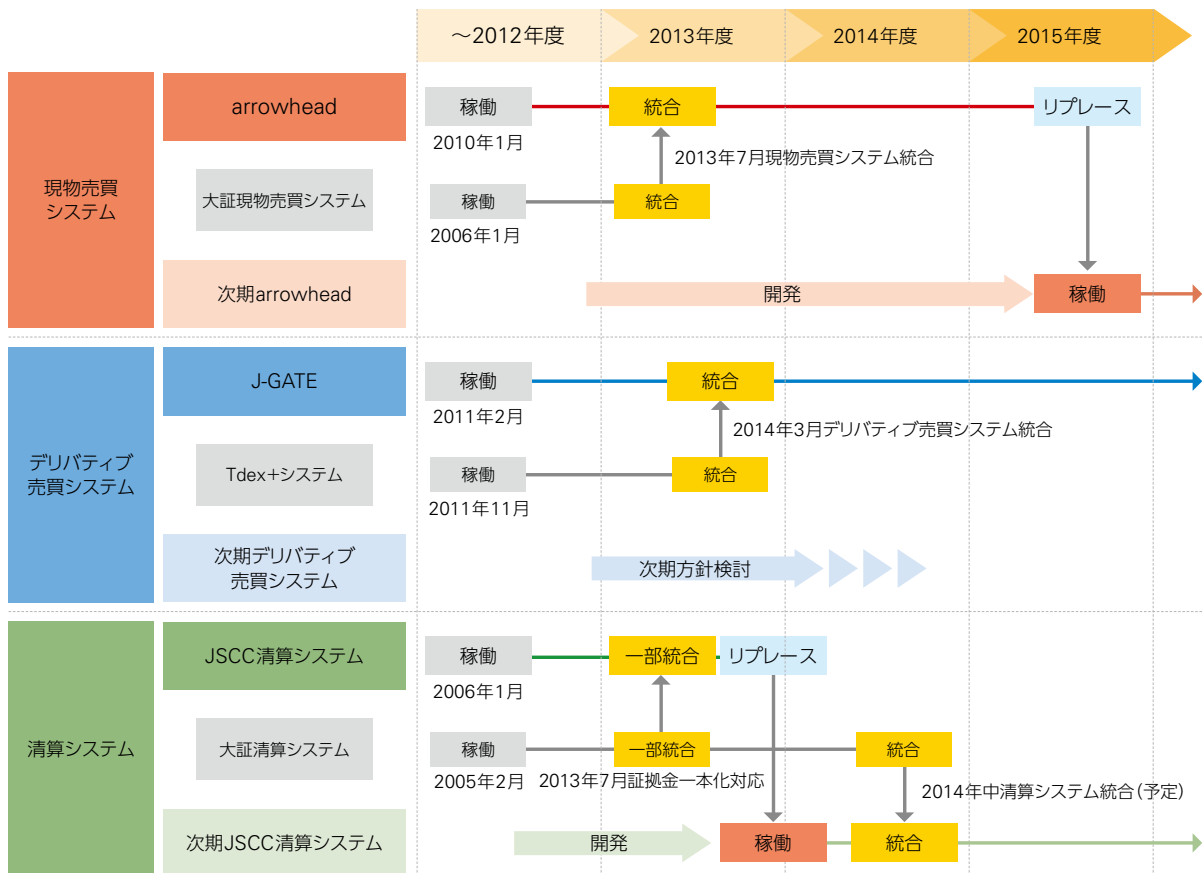 ~2012年度
2013年度
2014年度
2015年度
現物売買
システム
arrowhead
稼働
統合
リプレース
2010年1月
2013年7月現物売買システム統合
大証現物売買システム
稼働
統合
2006年1月
次期arrowhead
開発
稼働
デリバティブ
売買システム
J-GATE
稼働
統合
2011年2月
2014年3月デリバティブ売買システム統合
Tdex+システム
稼働
統合
2011年11月
次期デリバティブ
売買システム
次期方針検討
清算システム
JSCC清算システム
稼働
一部統合
リプレース
2006年1月
大証清算システム
稼働
一部統合
統合
2005年2月
2013年7月証拠金一本化対応
2014年中清算システム統合(予定)
次期JSCC清算システム
開発
稼働
統合